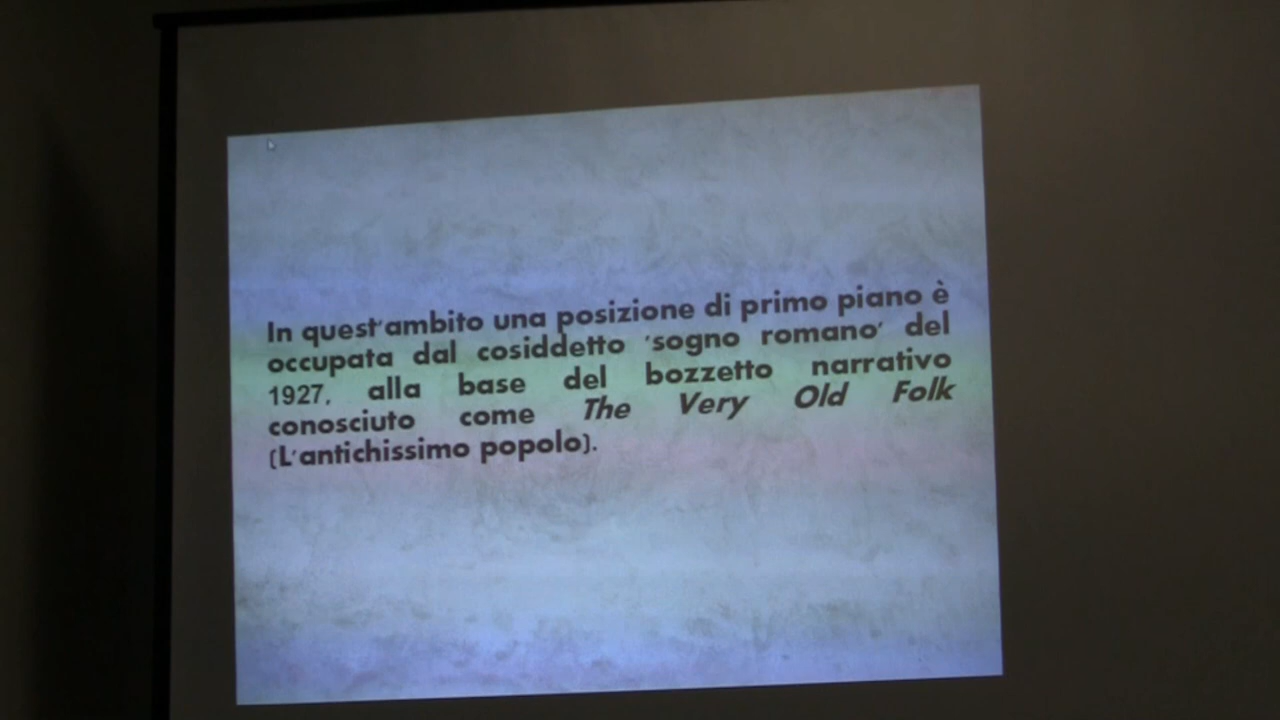 In quest'ambito una posizione di primo piano è
occupata dal cosiddetto 'sogno romano' del
1927, alla base del bozzetto narrativo
conosciuto come The Very Old Folk
(L'antichissimo popolo).